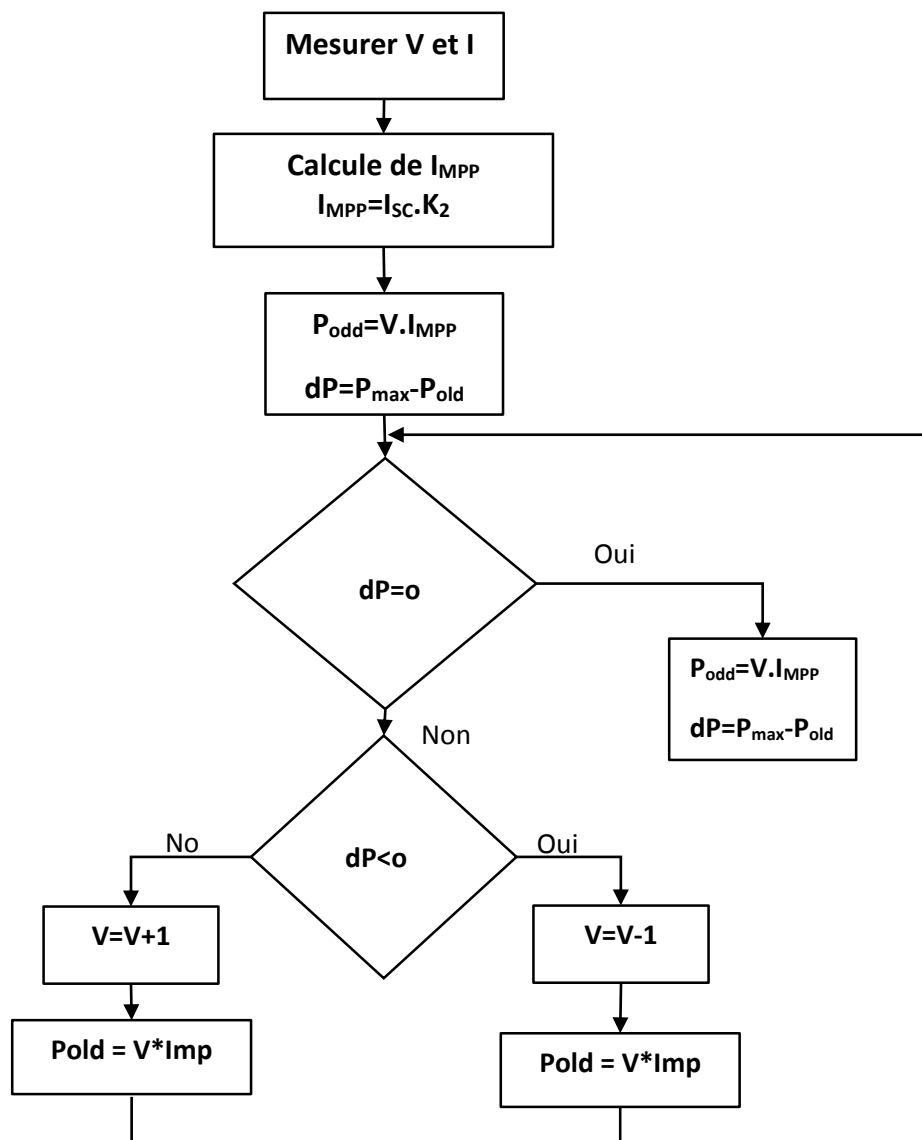 Mesurer V et I
Calcule de IMPP
IMPP=ISC.K2
Podd=V.IMPP
dP=Pmax-Pold
Oui
dP=o
Podd=V.IMPP
dP=Pmax-Pold
Non
No
dP<o
Oui
V=V+1
V=V-1
Pold = V*Imp
Pold = V*Imp